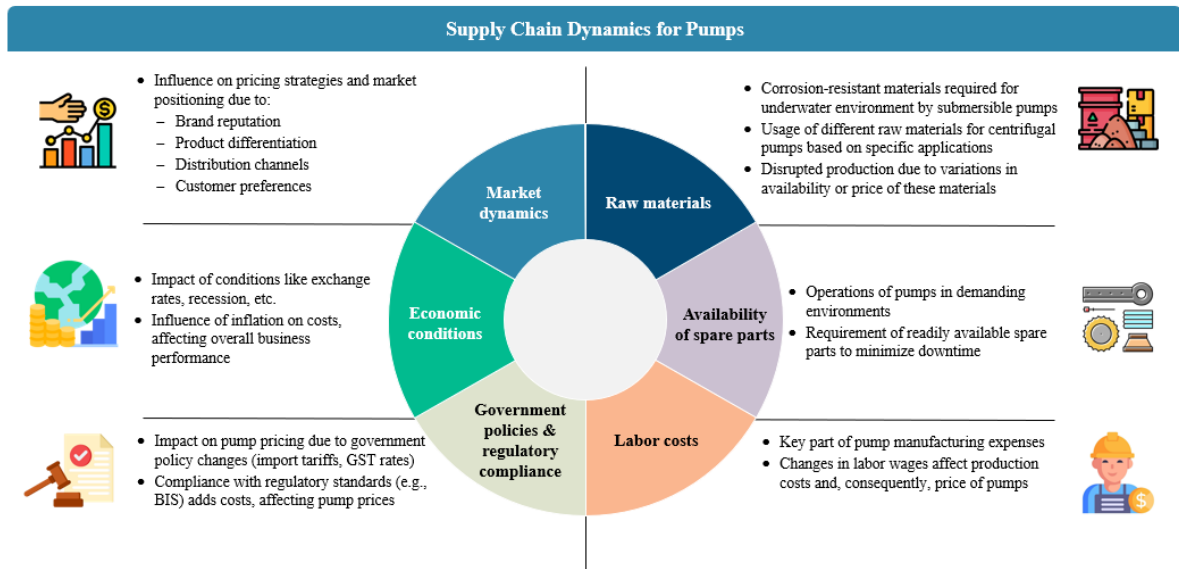 Supply Chain Dynamics for Pumps
• Influence on pricing strategies and market
positioning due to:
– Brand reputation
– Product differentiation
– Distribution channels
– Customer preferences
• Corrosion-resistant materials required for
underwater environment by submersible pumps
• Usage of different raw materials for centrifugal
pumps based on specific applications
• Disrupted production due to variations in
availability or price of these materials
Market
dynamics
Raw materials
• Impact of conditions like exchange
rates, recession, etc.
• Influence of inflation on costs,
affecting overall business
performance
Economic
conditions
Availability
of spare parts
• Operations of pumps in demanding
environments
• Requirement of readily available spare
parts to minimize downtime
• Impact on pump pricing due to government
policy changes (import tariffs, GST rates)
• Compliance with regulatory standards (e.g.,
BIS) adds costs, affecting pump prices
Government
policies &
regulatory
compliance
Labor costs
• Key part of pump manufacturing expenses
• Changes in labor wages affect production
costs and, consequently, price of pumps